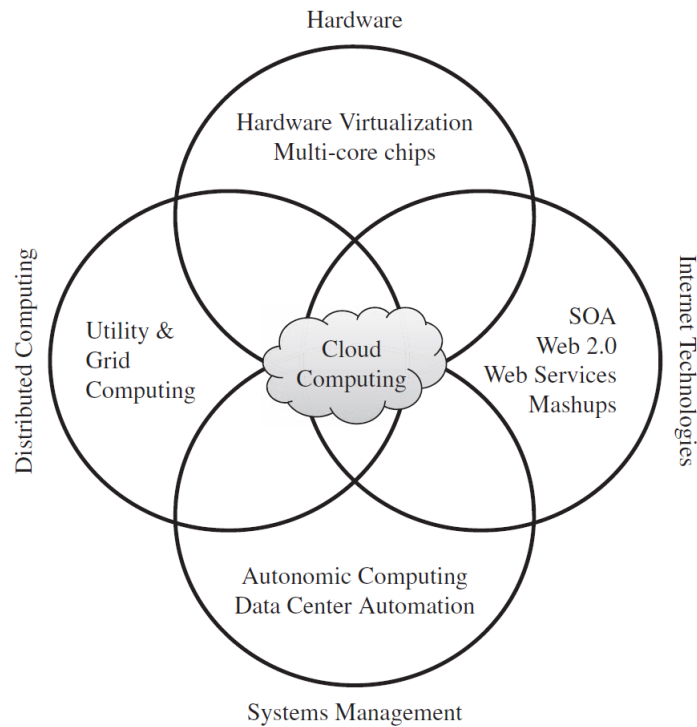 Hardware
Hardware Virtualization
Multi-core chips
Distributed Computing
Utility &
Grid
Computing
Cloud
Computing
SOA
Web 2.0
Web Services
Mashups
Internet Technologies
Autonomic Computing
Data Center Automation
Systems Management